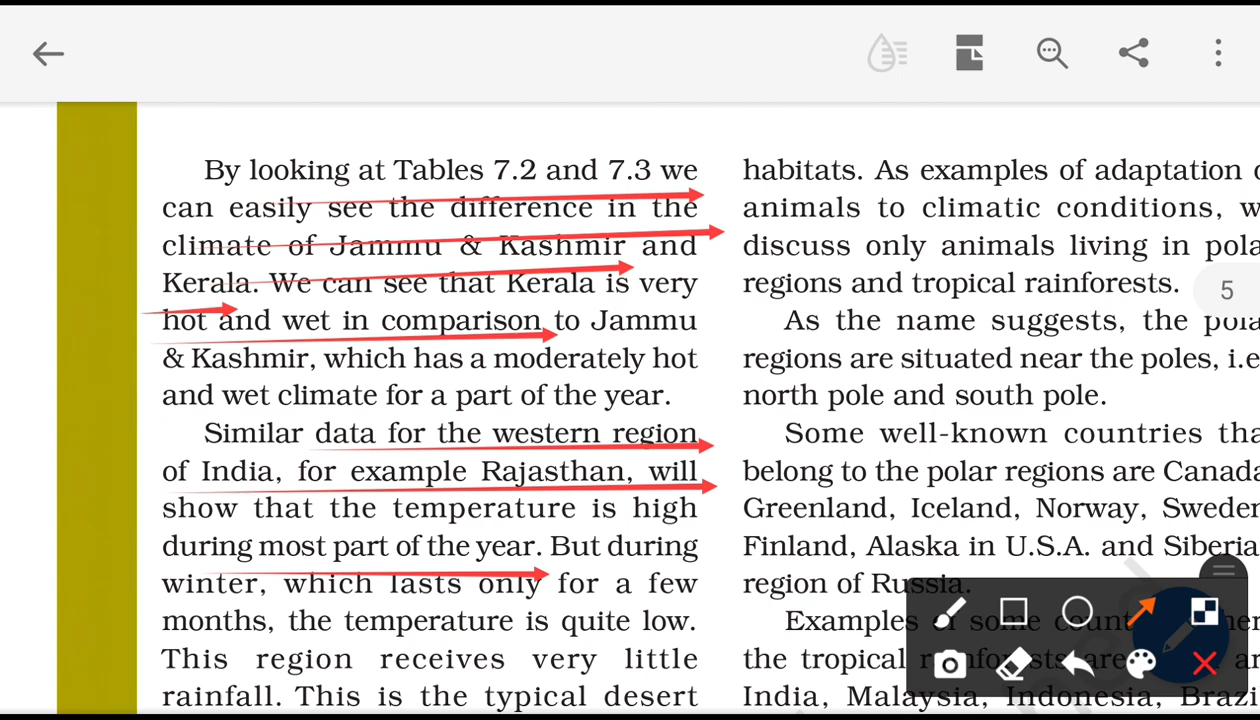 By looking at Tables 7.2 and 7.3 we
can easily see the difference in the
climate of Jammu & Kashmir and
Kerala. We can see that Kerala is very
hot and wet in comparison to Jammu
& Kashmir, which has a moderately hot
and wet climate for a part of the year.
Similar data for the western region
of India, for example Rajasthan, will
show that the temperature is high
during most part of the year. But during
winter, which lasts only for a few
months, the temperature is quite low.
This region receives very little
rainfall. This is the typical desert
habitats. As examples of adaptation
animals to climatic conditions,
discuss only animals living in
regions and tropical rainforests.
As the name suggests, the
regions are situated near the poles, i.e
north pole and south pole.
Some well-known countries
belong to the polar regions are Canada
Greenland, Iceland, Norway, Sweden
Finland, Alaska in U.S.A. and Siberia
region of Russia.
Examples of some
the tropical rainforests are
India, Malaysia, Indonesia,
5